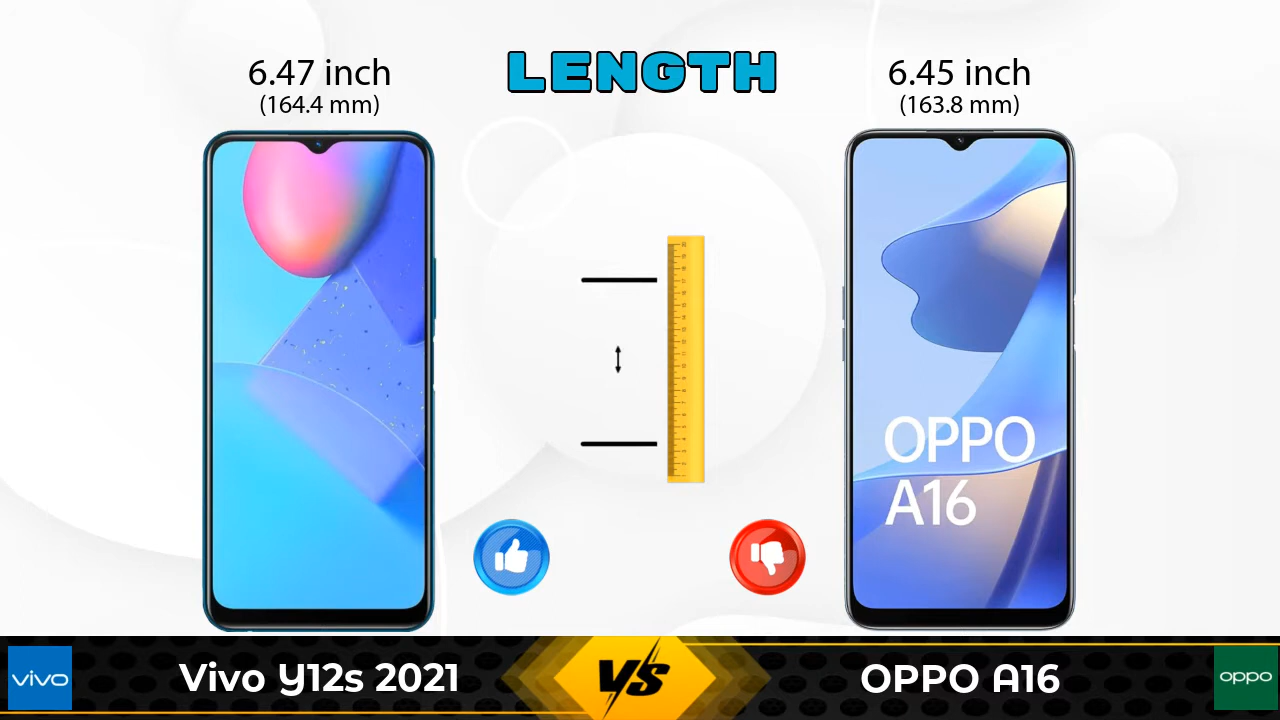 LENGTH
6.47 inch
(164.4 mm)
6.45 inch
(163.8 mm)
OPPO
A16
vivo
Vivo Y12s 2021
VS
OPPO A16
oppo